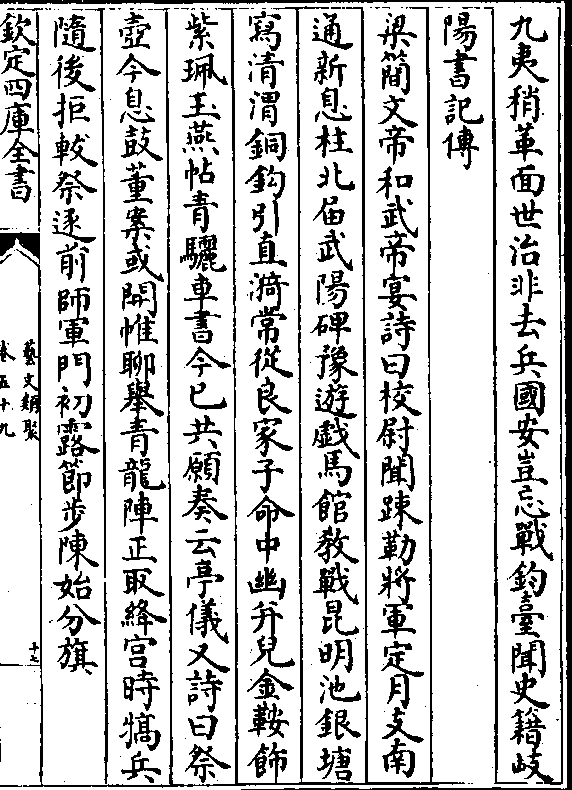 九夷稍革面世治非去兵國安豈忘戰鈞臺聞史籍岐
陽書記傳
梁簡文帝和武帝宴詩曰校尉聞踈勒將軍定月支南
通新息柱北届武陽碑豫遊戯馬館教戰昆明池銀塘
寫清渭銅鈎引直漪常從良家子命中幽并兒金鞍飾
紫珮玉燕帖青驪車書今已共願奏云亭儀又詩曰祭
壺今息鼓董案或開帷聊舉青龍陣正取絳宫時犒兵
隨後拒軷祭逐前師軍門初露節步陳始分旗
欽定四庫全書
藝文類聚
卷五十九
十七